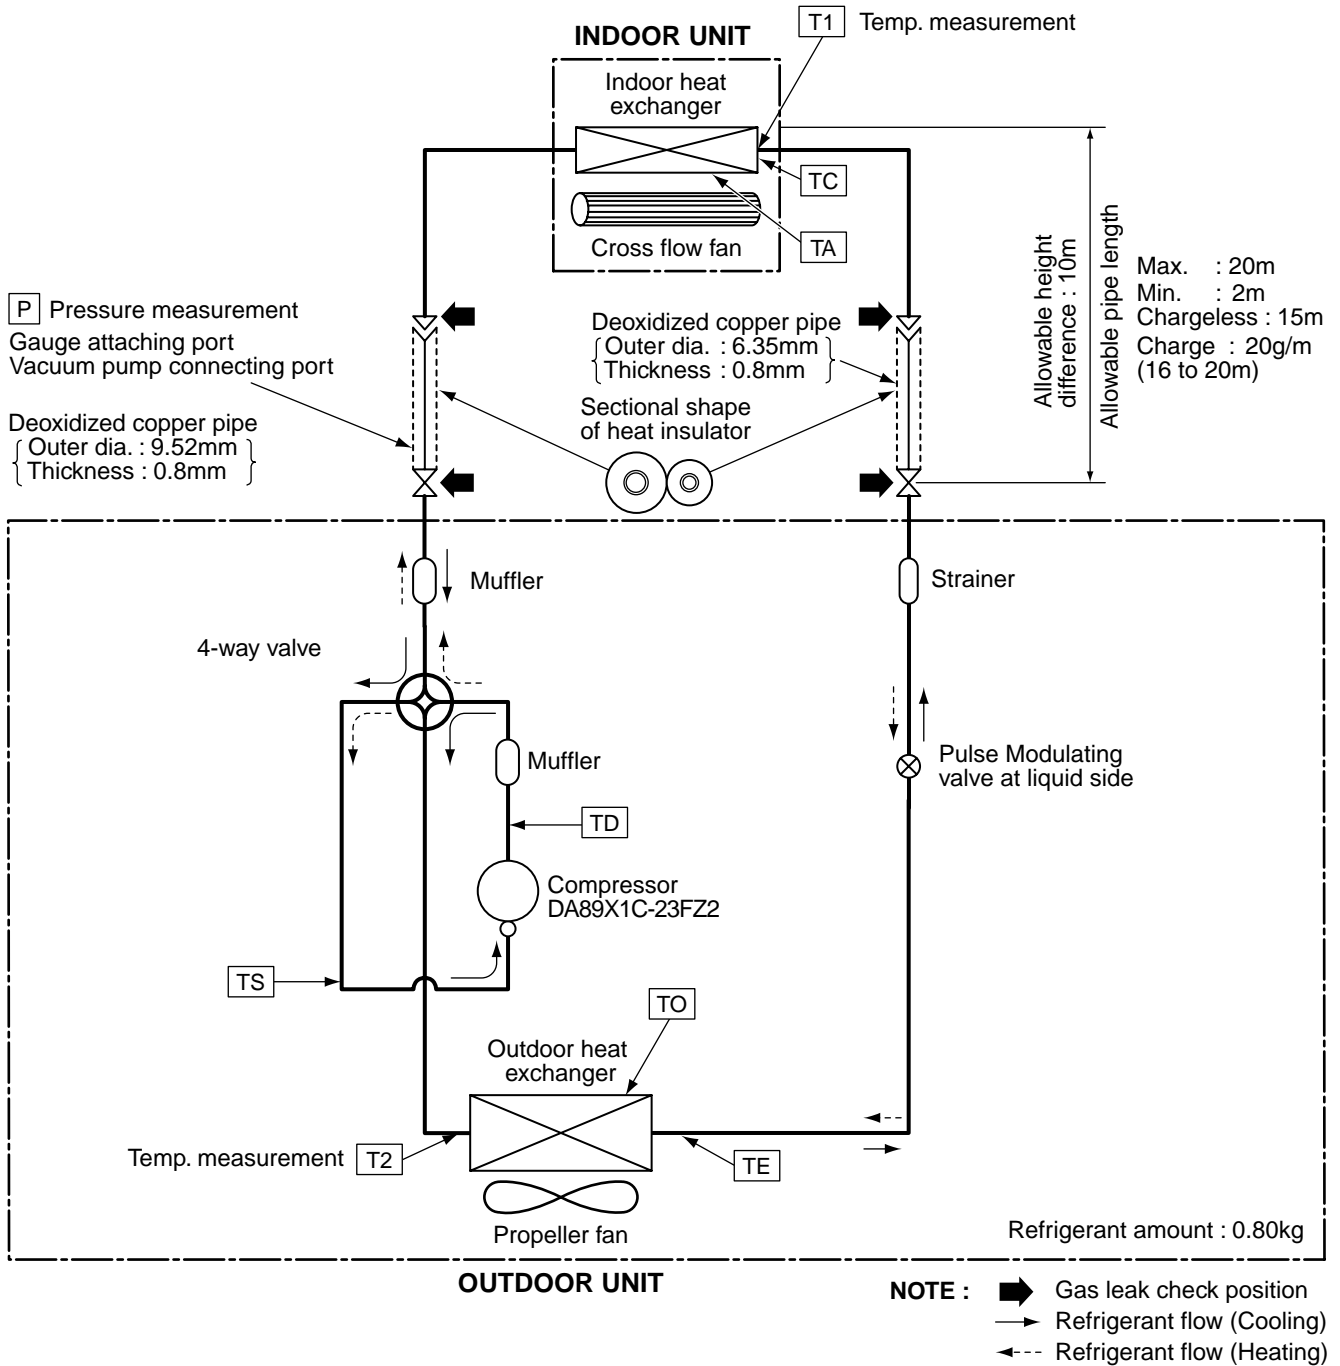 T1 Temp. measurement
INDOOR UNIT
Indoor heat
exchanger
TC
Cross flow fan
TA
Allowable height
difference : 10m
Allowable pipe length
Max. : 20m
Min. : 2m
Chargeless : 15m
Charge : 20g/m
(16 to 20m)
P Pressure measurement
Gauge attaching port
Vacuum pump connecting port
Deoxidized copper pipe
Outer dia. : 9.52mm
Thickness : 0.8mm
Deoxidized copper pipe
Outer dia. : 6.35mm
Thickness : 0.8mm
Sectional shape
of heat insulator
Muffler
Strainer
4-way valve
Muffler
Pulse Modulating
valve at liquid side
TD
Compressor
DA89X1C-23FZ2
TS
TO
Outdoor heat
exchanger
Temp. measurement T2
TE
Propeller fan
Refrigerant amount : 0.80kg
OUTDOOR UNIT
NOTE : Gas leak check position
Refrigerant flow (Cooling)
Refrigerant flow (Heating)